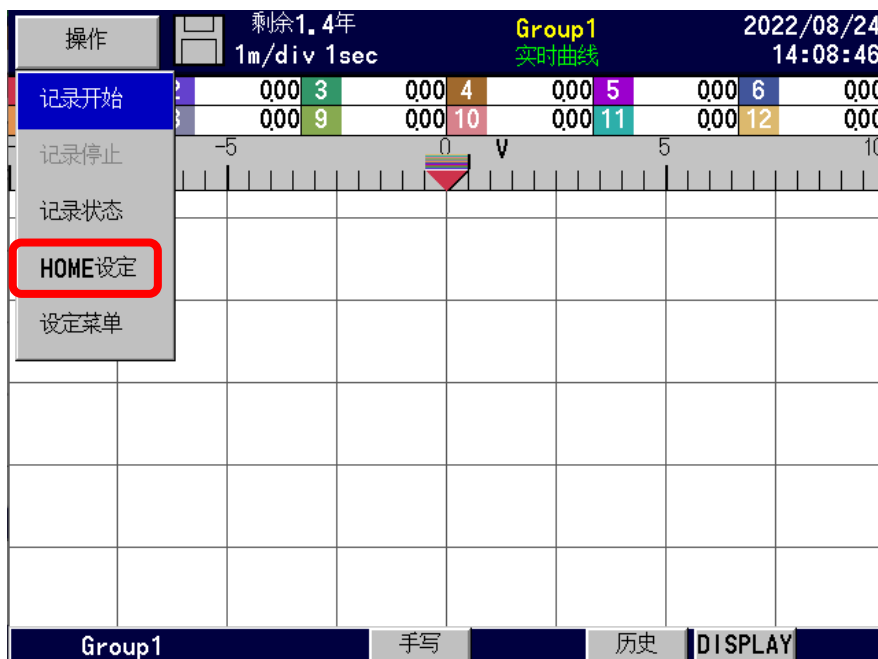 操作
剩余1.4年
1m/div 1sec
Group1
实时曲线
2022/08/24
14:08:46
2 0.00 3 0.00 4 0.00 5 0.00 6 0.00
0.00 9 0.00 10 0.00 11 0.00 12 0.00
-5 0 V 5 10
记录开始
记录停止
记录状态
HOME设定
设定菜单
Group1 手写 历史 DISPLAY